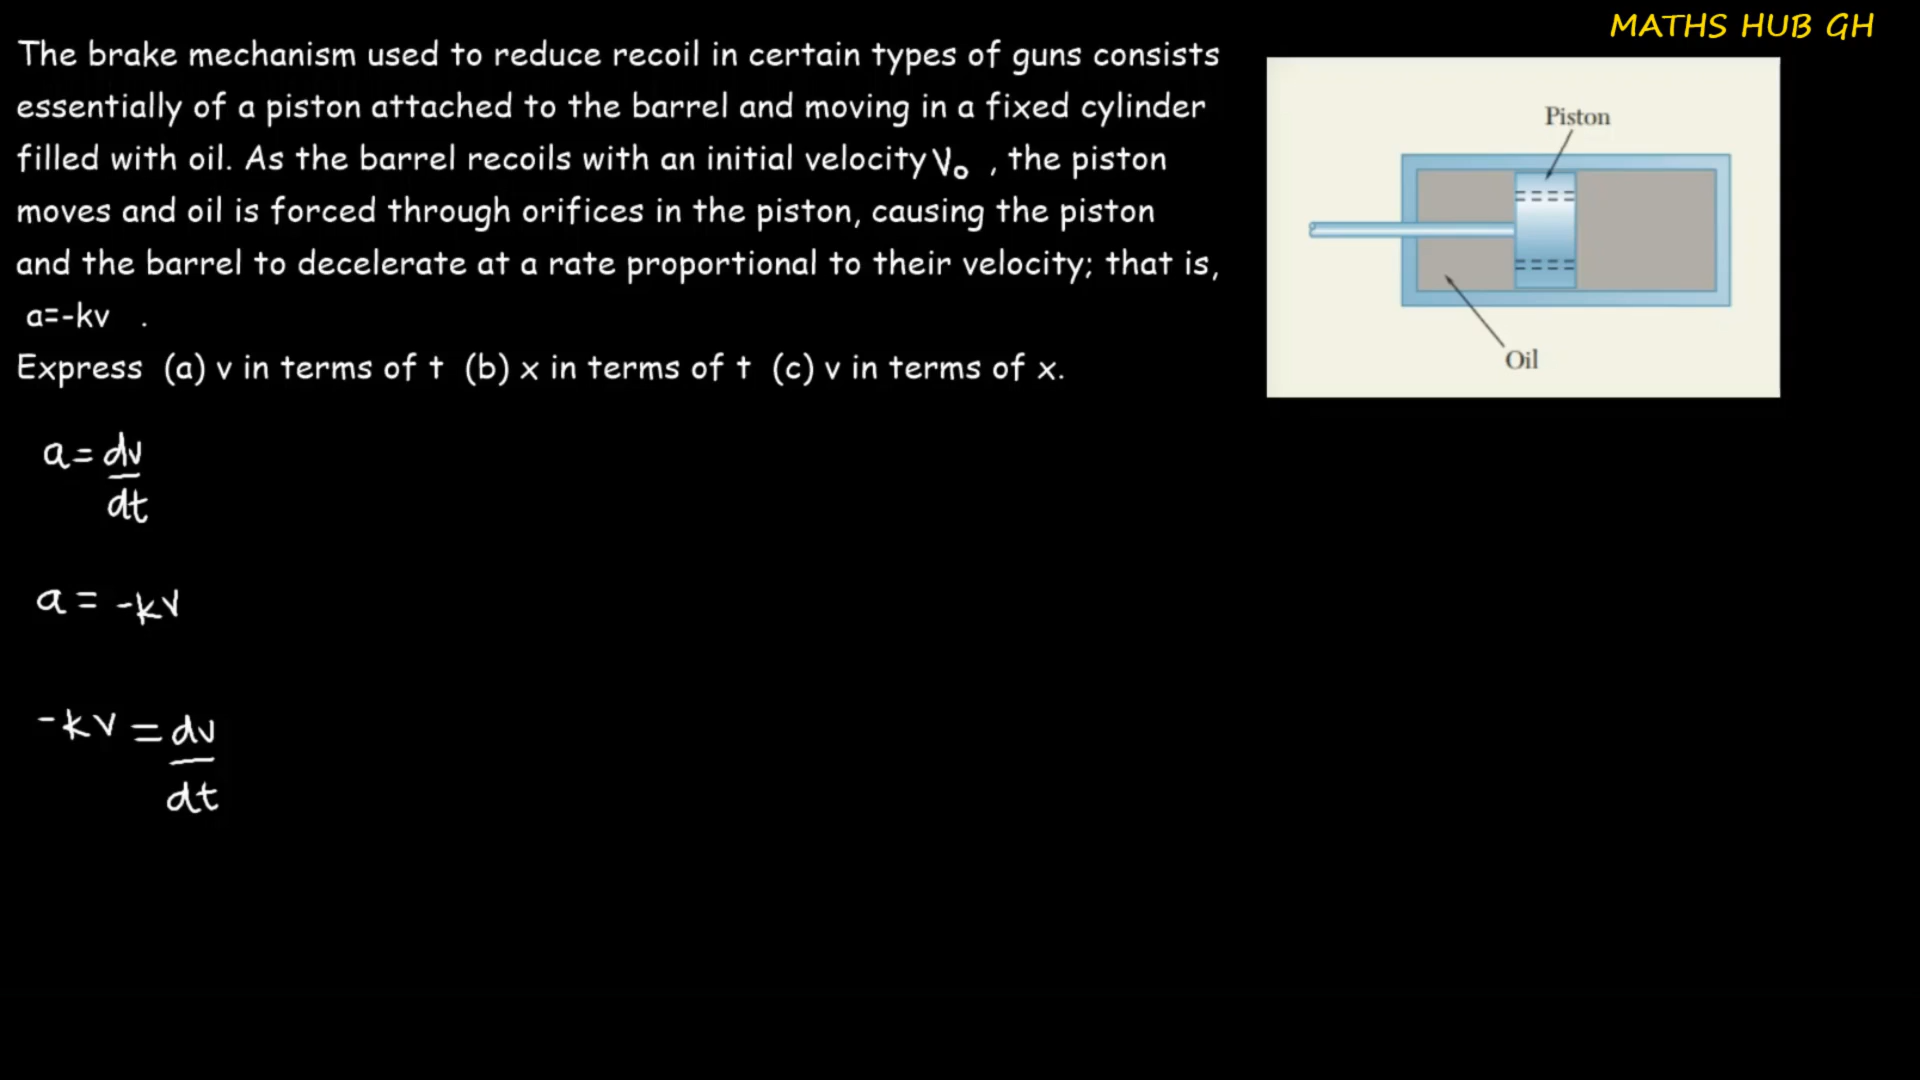 MATHS HUB GH
The brake mechanism used to reduce recoil in certain types of guns consists
essentially of a piston attached to the barrel and moving in a fixed cylinder
filled with oil. As the barrel recoils with an initial velocity V₀ , the piston
moves and oil is forced through orifices in the piston, causing the piston
and the barrel to decelerate at a rate proportional to their velocity; that is,
a=-kv .
Express (a) v in terms of t (b) x in terms of t (c) v in terms of x.
Piston
Oil
a = dv
dt
a = -kv
-kv = dv
dt